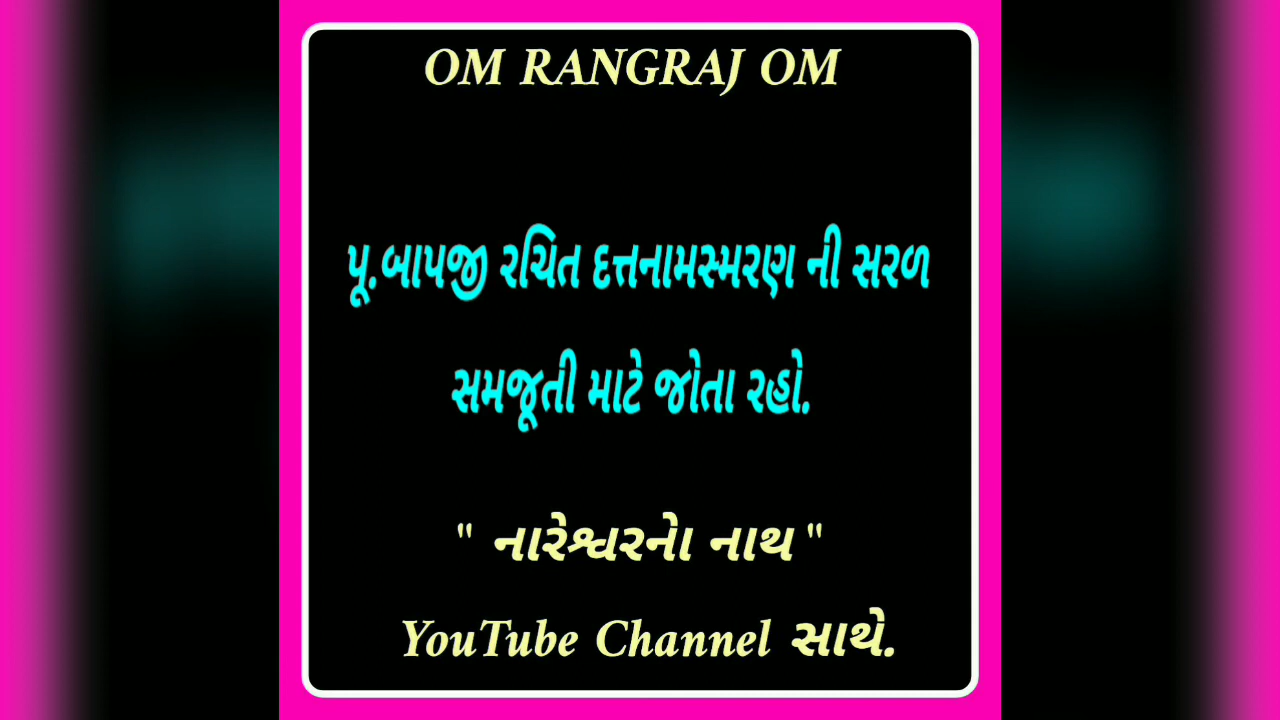 OM RANGRAJ OM
પૂ.બાપજી રચિત દત્તનામસ્મરણ ની સરળ
સમજૂતી માટે જોતા રહો.
" નારેશ્વરનો નાથ "
YouTube Channel સાથે.